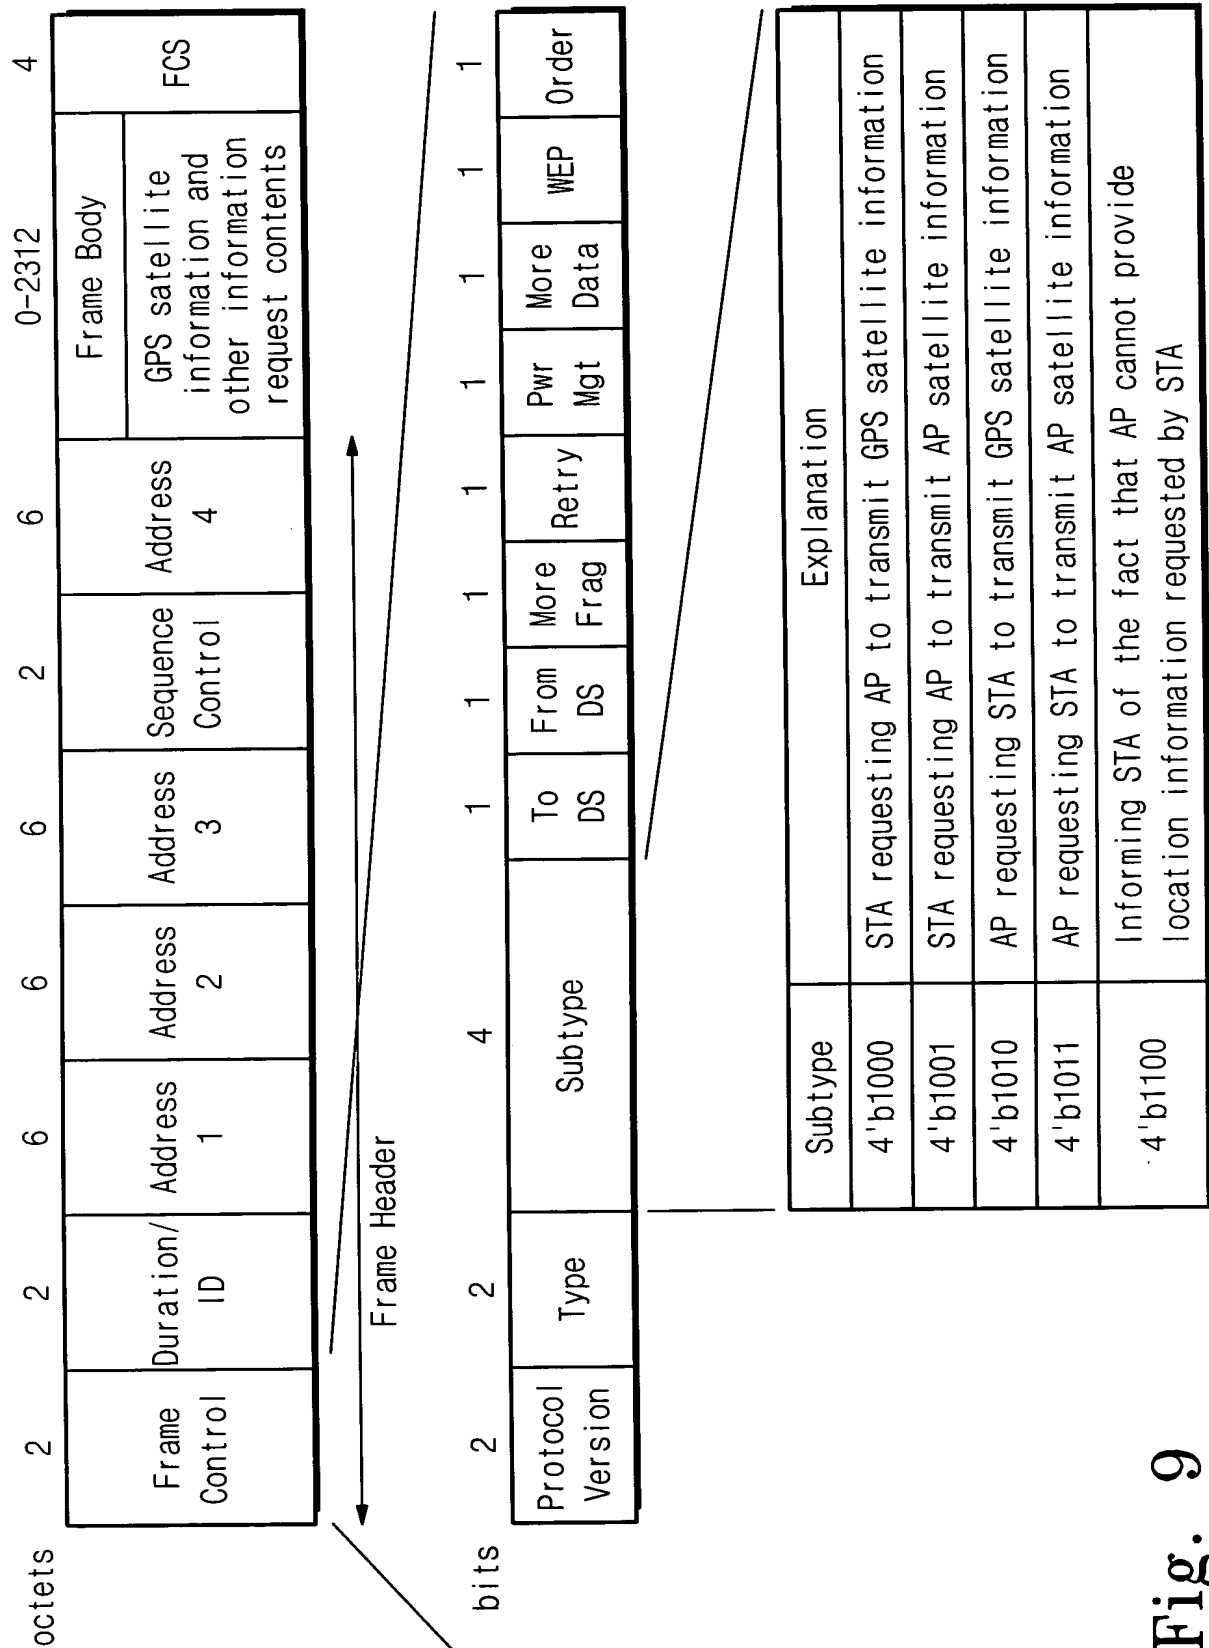 octets
2
2
6
6
6
2
6
0-2312
4
Frame
Control
Duration/
ID
Address
1
Address
2
Address
3
Sequence
Control
Address
4
Frame Body
GPS satellite
information and
other information
request contents
FCS
Frame Header
bits
2
2
4
1
1
1
1
1
1
1
1
Protocol
Version
Type
Subtype
To
DS
From
DS
More
Frag
Retry
Pwr
Mgt
More
Data
WEP
Order
Subtype
Explanation
4'b1000
STA requesting AP to transmit GPS satellite information
4'b1001
STA requesting AP to transmit AP satellite information
4'b1010
AP requesting STA to transmit GPS satellite information
4'b1011
AP requesting STA to transmit AP satellite information
4'b1100
Informing STA of the fact that AP cannot provide
location information requested by STA
Fig. 9